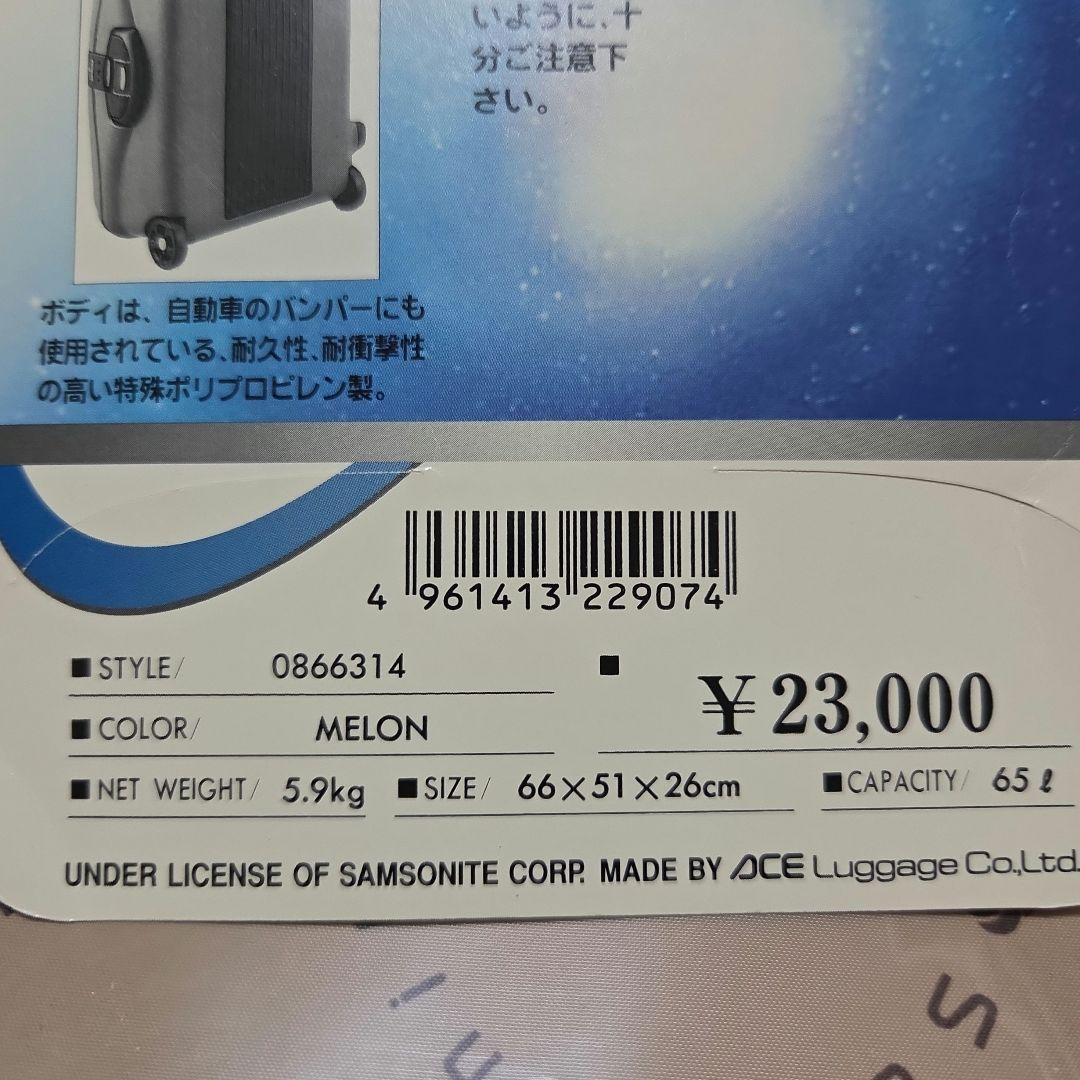 いように、十
分ご注意下
さい。
ボディは、自動車のバンパーにも
使用されている、耐久性、耐衝撃性
の高い特殊ポリプロピレン製。
4 961413 229074
■ STYLE/ 0866314
■ ¥23,000
■ COLOR/ MELON
■ NET WEIGHT/ 5.9kg ■ SIZE/ 66×51×26cm ■ CAPACITY/ 65ℓ
UNDER LICENSE OF SAMSONITE CORP. MADE BY ACE Luggage Co.,Ltd.